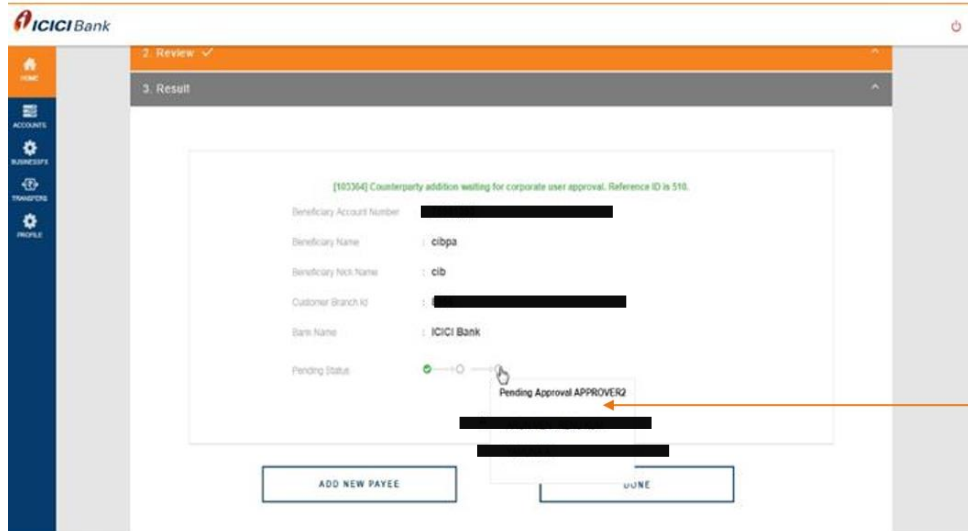 ICICI Bank
HOME
ACCOUNTS
BUSINESSFX
TRANSFERS
PROFILE
2. Review
3. Result
[103364] Counterparty addition waiting for corporate user approval. Reference ID is 510.
Beneficiary Account Number
Beneficiary Name : cibpa
Beneficiary Nick Name : cib
Customer Branch Id :
Bank Name : ICICI Bank
Pending Status
Pending Approval APPROVER2
ADD NEW PAYEE
DONE